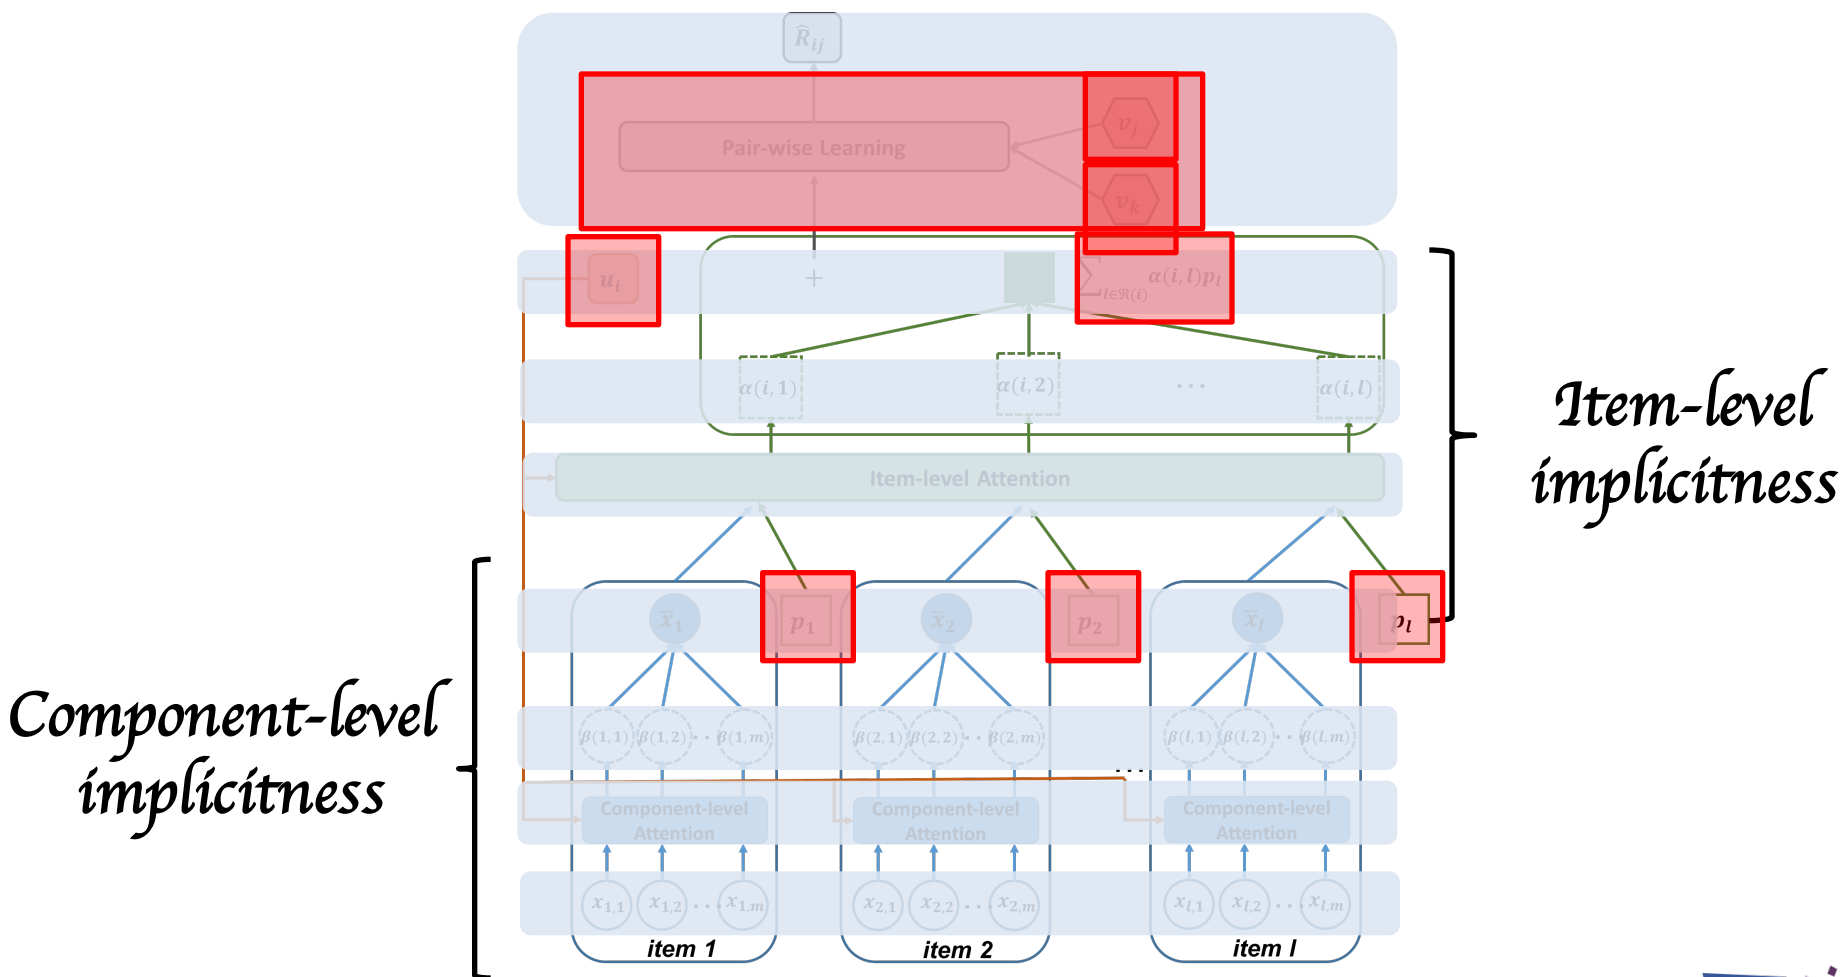 R̂ᵢⱼ
Pair-wise Learning
vⱼ
vₖ
uᵢ
+
∑_{l∈ℜ(i)} α(i, l)pₗ
α(i, 1) α(i, 2) ··· α(i, l)
Item-level
implicitness
Item-level Attention
x̅₁ p₁ x̅₂ p₂ x̅ₗ pₗ
Component-level
implicitness
β(1, 1) β(1, 2) ·· β(1, m) β(2, 1) β(2, 2) ·· β(2, m) β(l, 1) β(l, 2) ·· β(l, m)
...
Component-level
Attention
Component-level
Attention
Component-level
Attention
x₁,₁ x₁,₂ ··· x₁,ₘ x₂,₁ x₂,₂ ··· x₂,ₘ xₗ,₁ xₗ,₂ ··· xₗ,ₘ
item 1 item 2 item l